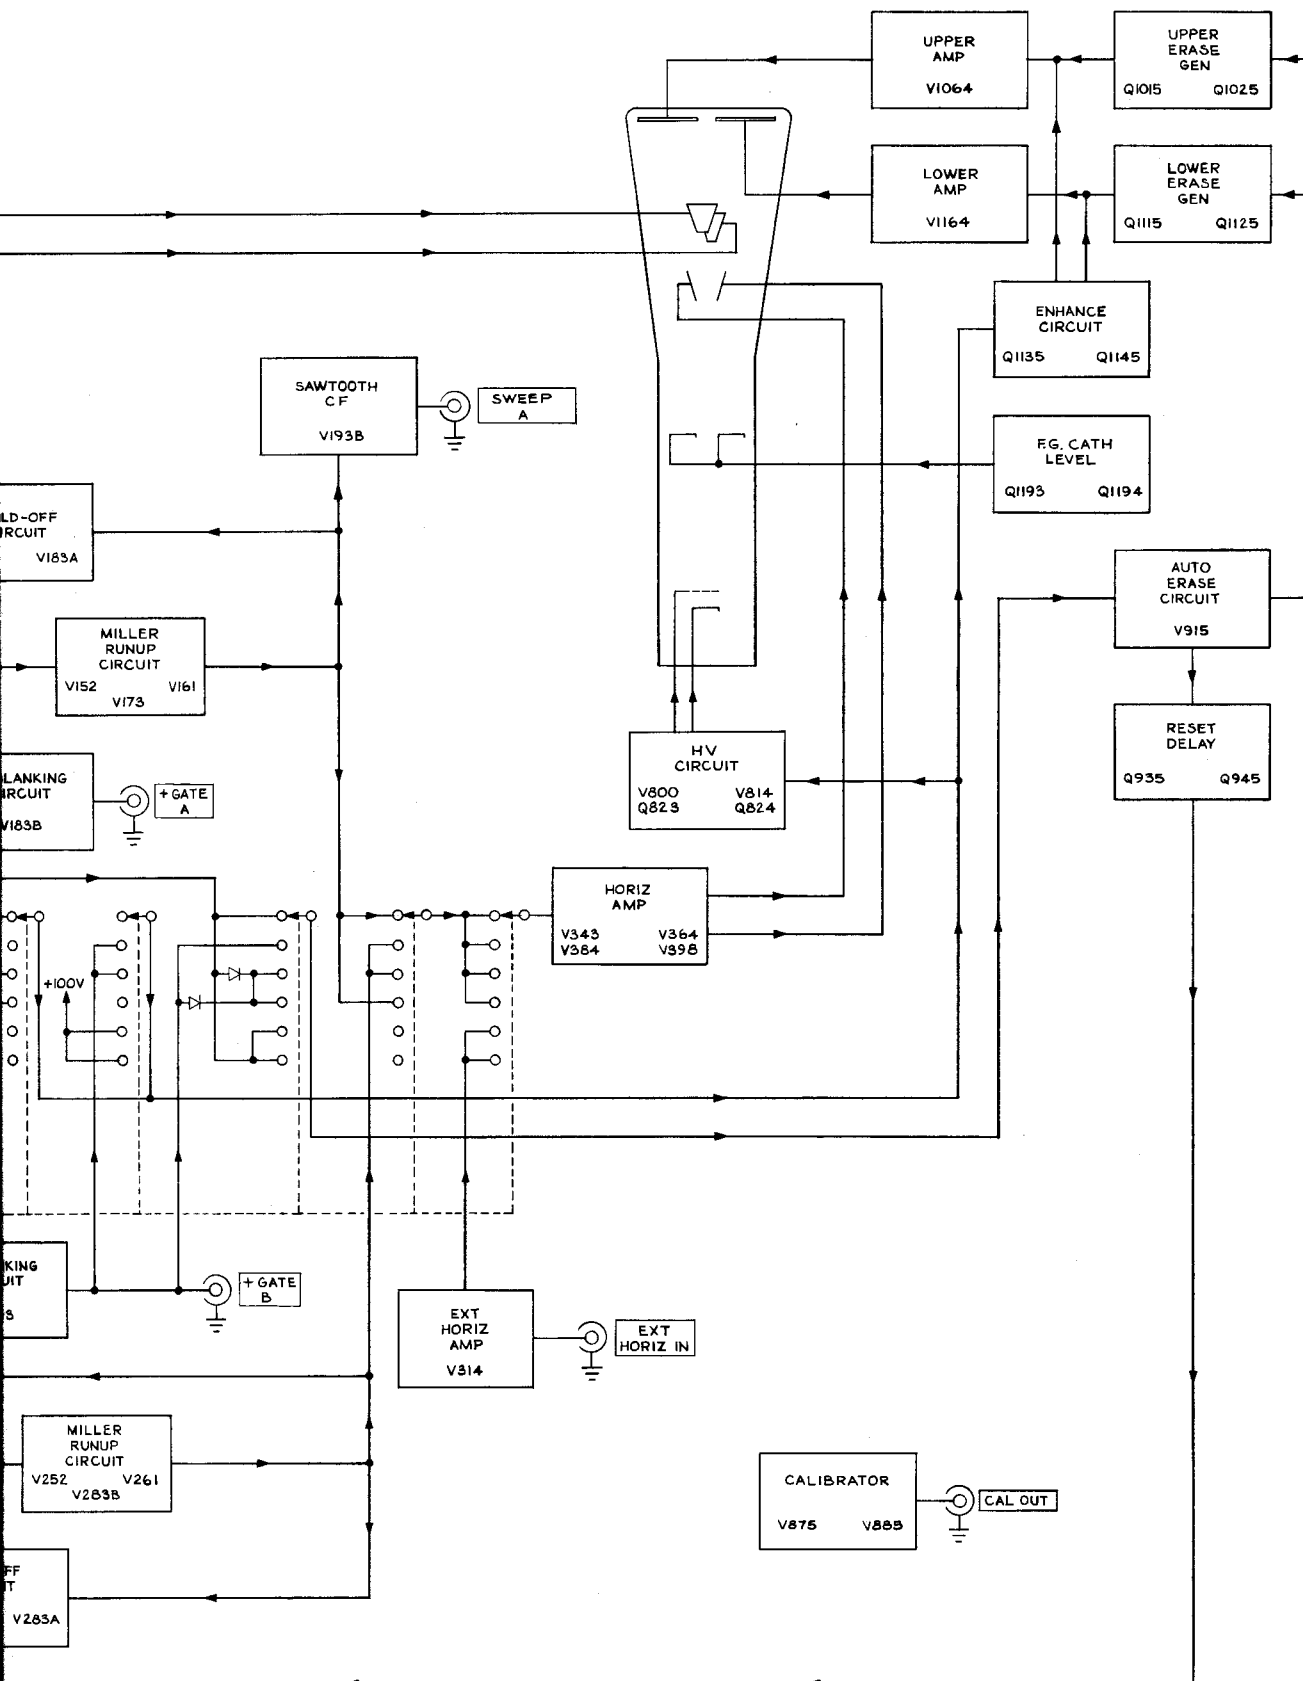 UPPER
AMP
V1064
UPPER
ERASE
GEN
Q1015 Q1025
LOWER
AMP
V1164
LOWER
ERASE
GEN
Q1115 Q1125
ENHANCE
CIRCUIT
Q1135 Q1145
SAWTOOTH
CF
V193B
SWEEP
A
F.G. CATH
LEVEL
Q1193 Q1194
LD-OFF
IRCUIT
V183A
AUTO
ERASE
CIRCUIT
V915
MILLER
RUNUP
CIRCUIT
V152 V161
V173
RESET
DELAY
Q935 Q945
HV
CIRCUIT
V800 V814
Q823 Q824
LANKING
IRCUIT
V183B
+GATE
A
HORIZ
AMP
V343 V364
V384 V398
+100V
KING
UIT
+GATE
B
EXT
HORIZ
AMP
V314
EXT
HORIZ IN
MILLER
RUNUP
CIRCUIT
V252 V261
V283B
CALIBRATOR
V875 V885
CAL OUT
FF
IT
V283A